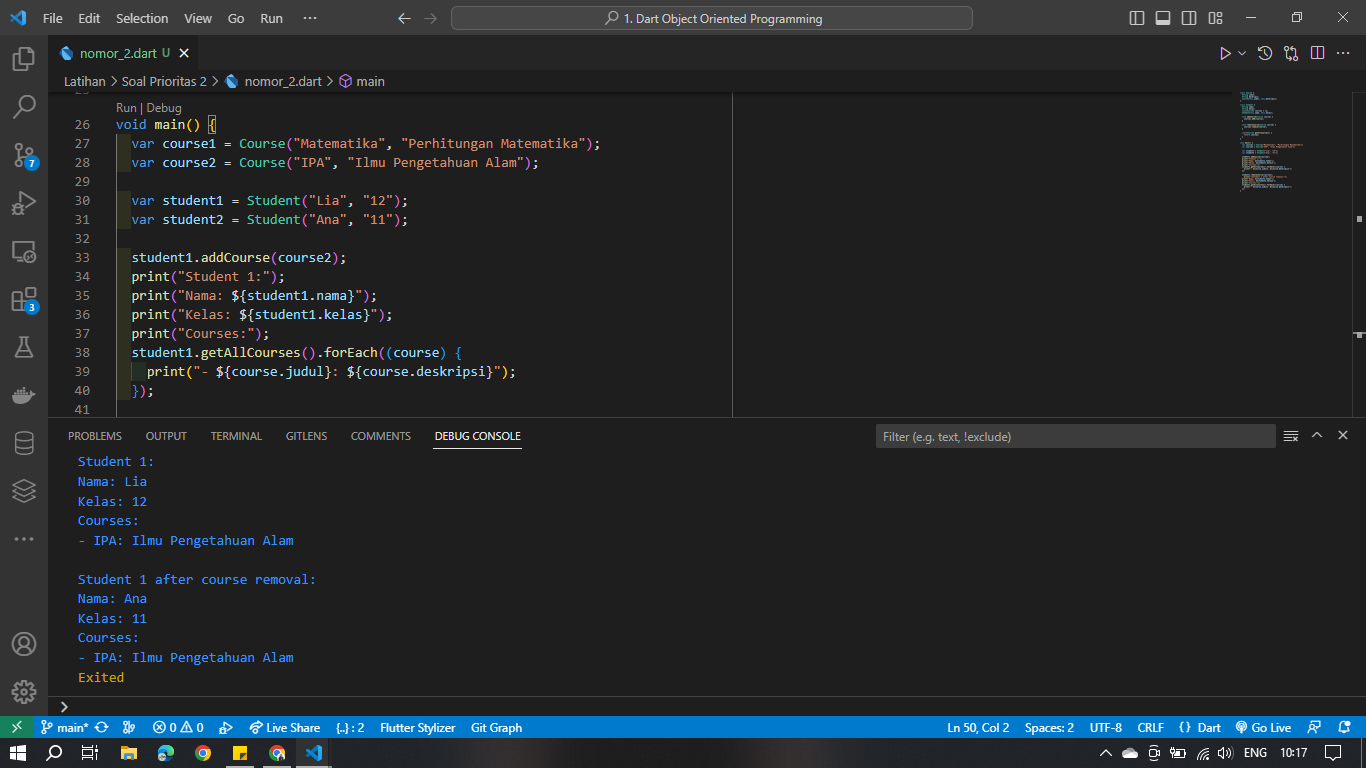 File Edit Selection View Go Run ···
1. Dart Object Oriented Programming
nomor_2.dart U
Latihan > Soal Prioritas 2 > nomor_2.dart > main
Run | Debug
26 void main() {
27 var course1 = Course("Matematika", "Perhitungan Matematika");
28 var course2 = Course("IPA", "Ilmu Pengetahuan Alam");
29
30 var student1 = Student("Lia", "12");
31 var student2 = Student("Ana", "11");
32
33 student1.addCourse(course2);
34 print("Student 1:");
35 print("Nama: ${student1.nama}");
36 print("Kelas: ${student1.kelas}");
37 print("Courses:");
38 student1.getAllCourses().forEach((course) {
39 print("- ${course.judul}: ${course.deskripsi}");
40 });
41
7
3
PROBLEMS OUTPUT TERMINAL GITLENS COMMENTS DEBUG CONSOLE
Filter (e.g. text, !exclude)
Student 1:
Nama: Lia
Kelas: 12
Courses:
- IPA: Ilmu Pengetahuan Alam
Student 1 after course removal:
Nama: Ana
Kelas: 11
Courses:
- IPA: Ilmu Pengetahuan Alam
Exited
main* 0 0 Live Share {..} : 2 Flutter Stylizer Git Graph
Ln 50, Col 2 Spaces: 2 UTF-8 CRLF {} Dart Go Live
ENG 10:17